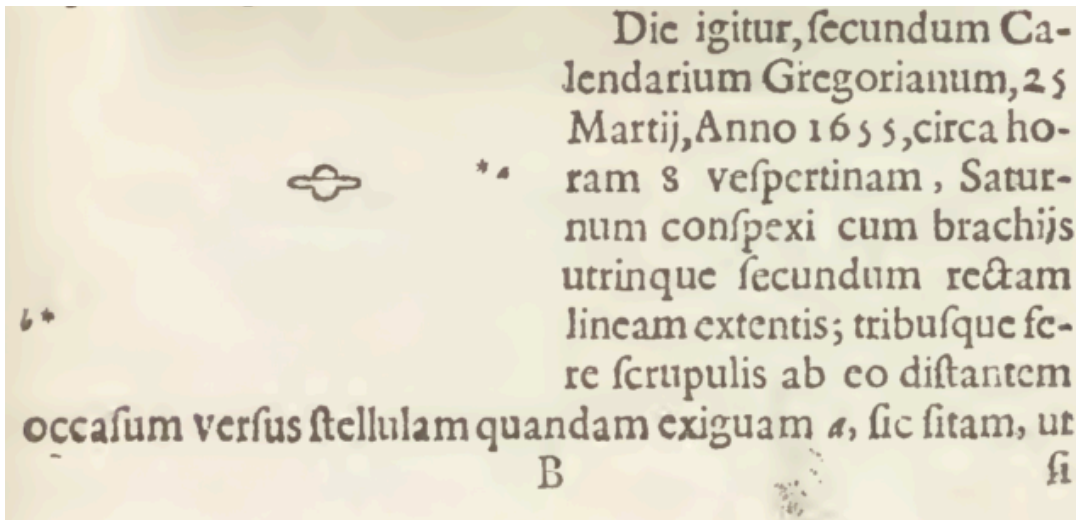 Die igitur, ſecundum Ca-
lendarium Gregorianum, 25
Martij, Anno 1655, circa ho-
* a
ram 8 veſpertinam, Satur-
num conſpexi cum brachijs
utrinque ſecundum rectam
b *
lineam extentis; tribuſque fe-
re ſcrupulis ab eo diſtantem
occaſum verſus ſtellulam quandam exiguam a, ſic ſitam, ut
B
ſi